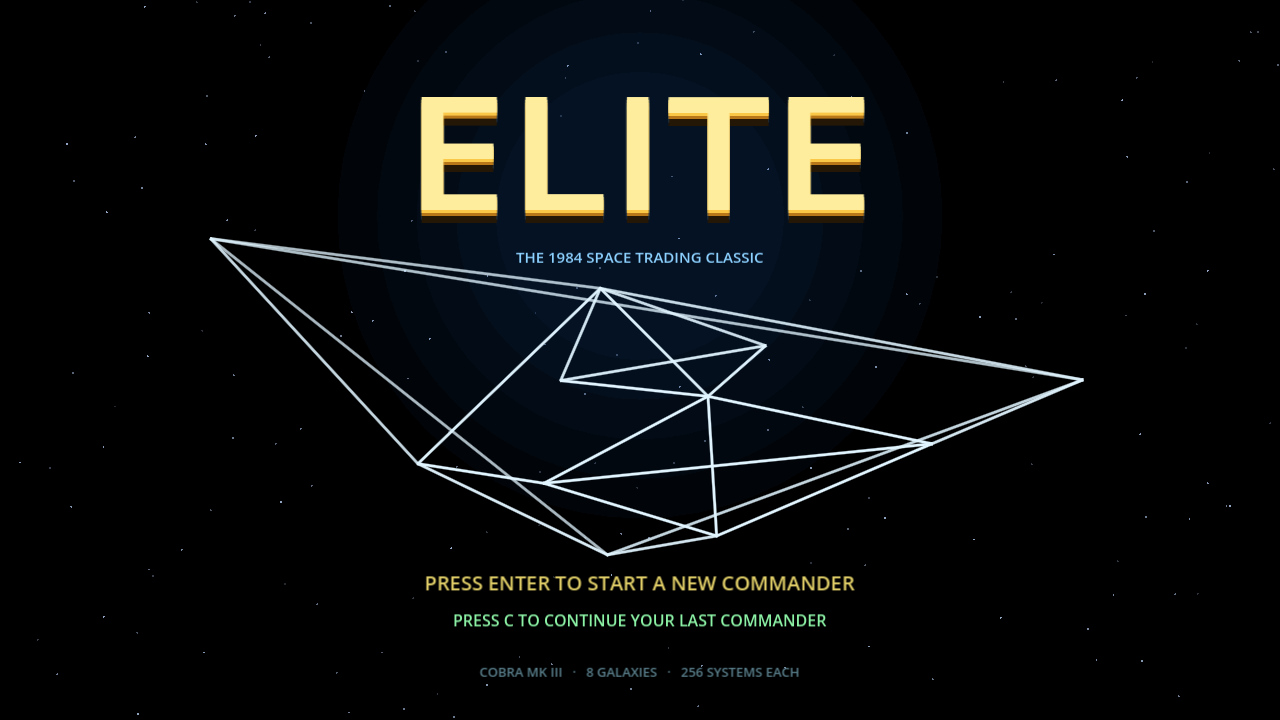 ELITE
THE 1984 SPACE TRADING CLASSIC
PRESS ENTER TO START A NEW COMMANDER
PRESS C TO CONTINUE YOUR LAST COMMANDER
COBRA MK III · 8 GALAXIES · 256 SYSTEMS EACH